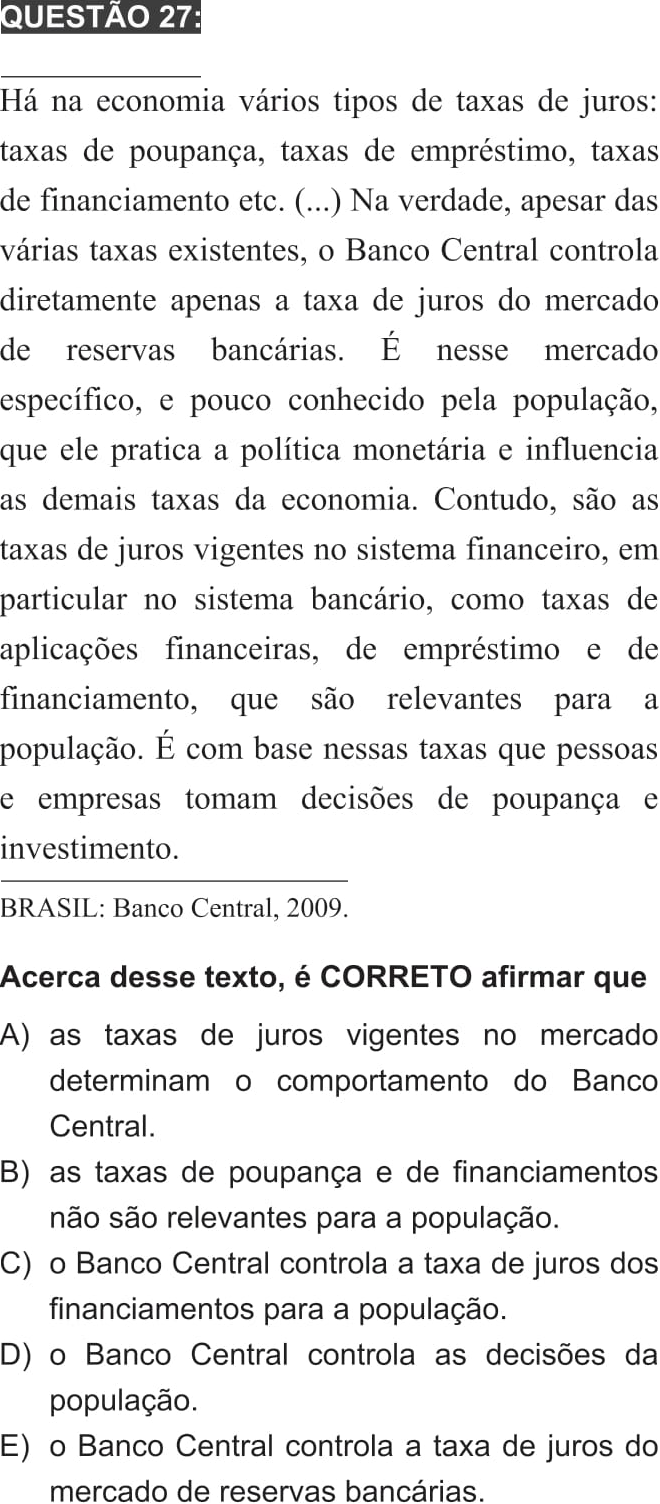 QUESTÃO 27:
Há na economia vários tipos de taxas de juros:
taxas de poupança, taxas de empréstimo, taxas
de financiamento etc. (...) Na verdade, apesar das
várias taxas existentes, o Banco Central controla
diretamente apenas a taxa de juros do mercado
de reservas bancárias. É nesse mercado
específico, e pouco conhecido pela população,
que ele pratica a política monetária e influencia
as demais taxas da economia. Contudo, são as
taxas de juros vigentes no sistema financeiro, em
particular no sistema bancário, como taxas de
aplicações financeiras, de empréstimo e de
financiamento, que são relevantes para a
população. É com base nessas taxas que pessoas
e empresas tomam decisões de poupança e
investimento.
BRASIL: Banco Central, 2009.
Acerca desse texto, é CORRETO afirmar que
A) as taxas de juros vigentes no mercado
determinam o comportamento do Banco
Central.
B) as taxas de poupança e de financiamentos
não são relevantes para a população.
C) o Banco Central controla a taxa de juros dos
financiamentos para a população.
D) o Banco Central controla as decisões da
população.
E) o Banco Central controla a taxa de juros do
mercado de reservas bancárias.